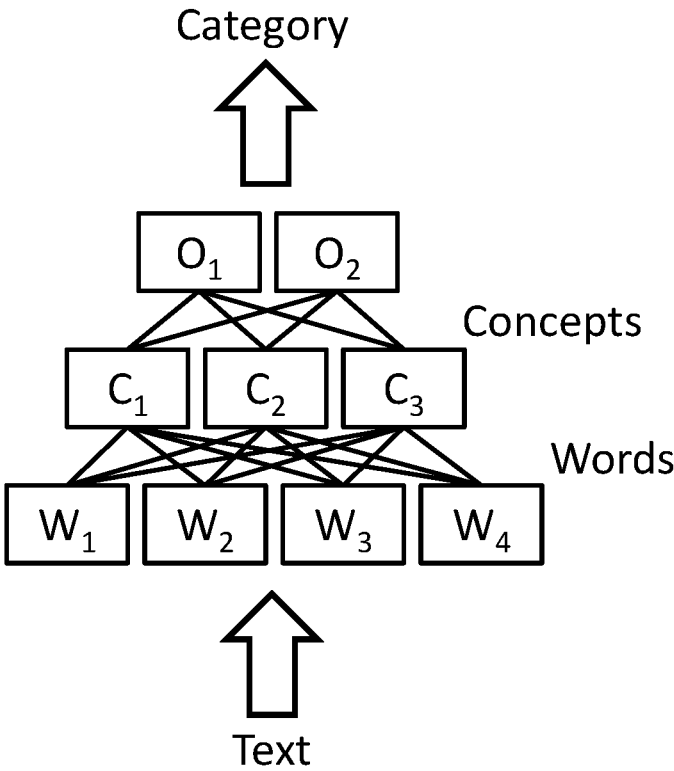 Category
O₁ O₂
Concepts
C₁ C₂ C₃
Words
W₁ W₂ W₃ W₄
Text